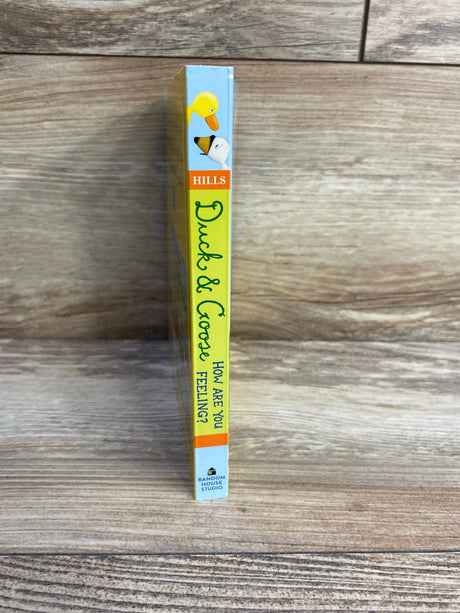 HILLS
Duck & Goose
HOW ARE YOU
FEELING?
RANDOM
HOUSE
STUDIO